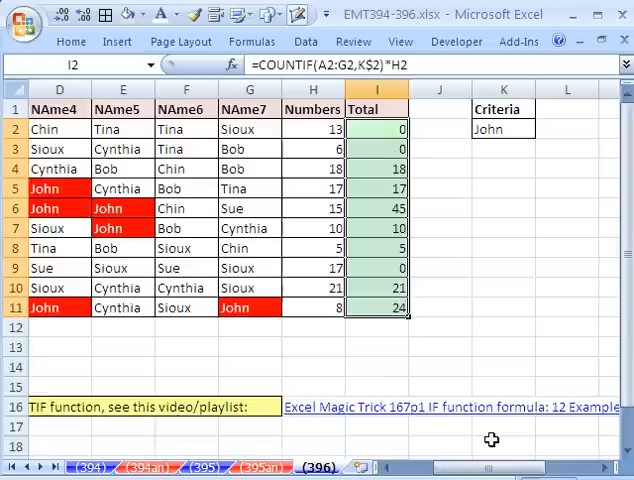 EMT394-396.xlsx - Microsoft Excel
Home Insert Page Layout Formulas Data Review View Developer Add-Ins
I2 fx =COUNTIF(A2:G2,K$2)*H2
D E F G H I J K L
1 NAme4 NAme5 NAme6 NAme7 Numbers Total Criteria
2 Chin Tina Tina Sioux 13 0 John
3 Sioux Cynthia Tina Bob 6 0
4 Cynthia Bob Chin Bob 18 18
5 John Cynthia Bob Tina 17 17
6 John John Chin Sue 15 45
7 Sioux John Bob Cynthia 10 10
8 Tina Bob Sioux Chin 5 5
9 Sue Sioux Sue Sioux 17 0
10 Sioux Cynthia Cynthia Sioux 21 21
11 John Cynthia Sioux John 8 24
12
13
14
15
16 TIF function, see this video/playlist: Excel Magic Trick 167p1 IF function formula: 12 Example
17
18
(394) (394an) (395) (395an) (396)